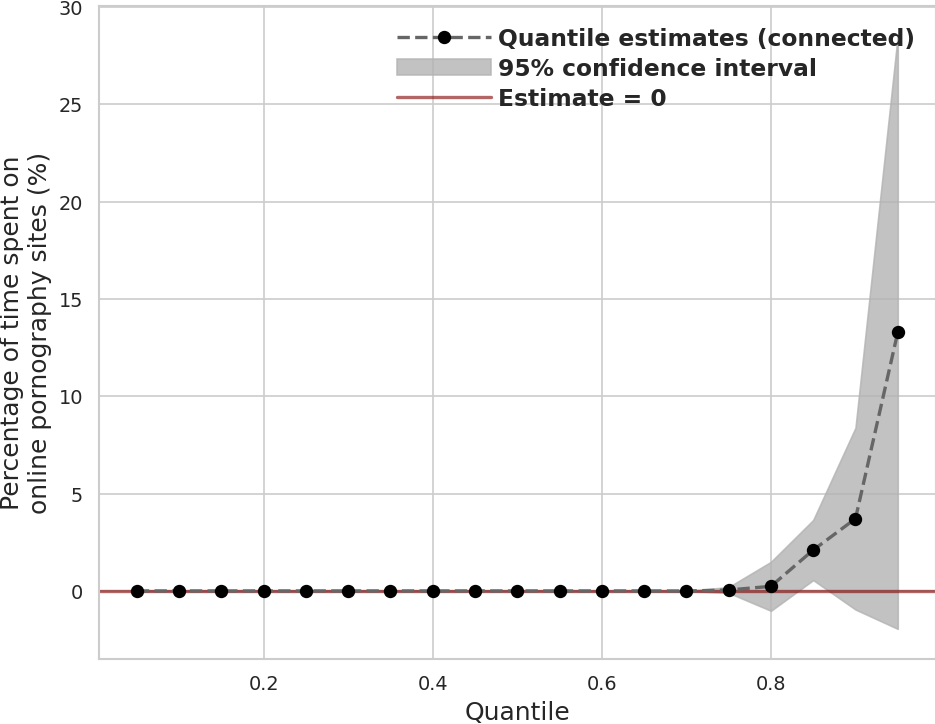 30
25
20
15
10
5
0
Percentage of time spent on
online pornography sites (%)
Quantile estimates (connected)
95% confidence interval
Estimate = 0
0.2
0.4
0.6
0.8
Quantile